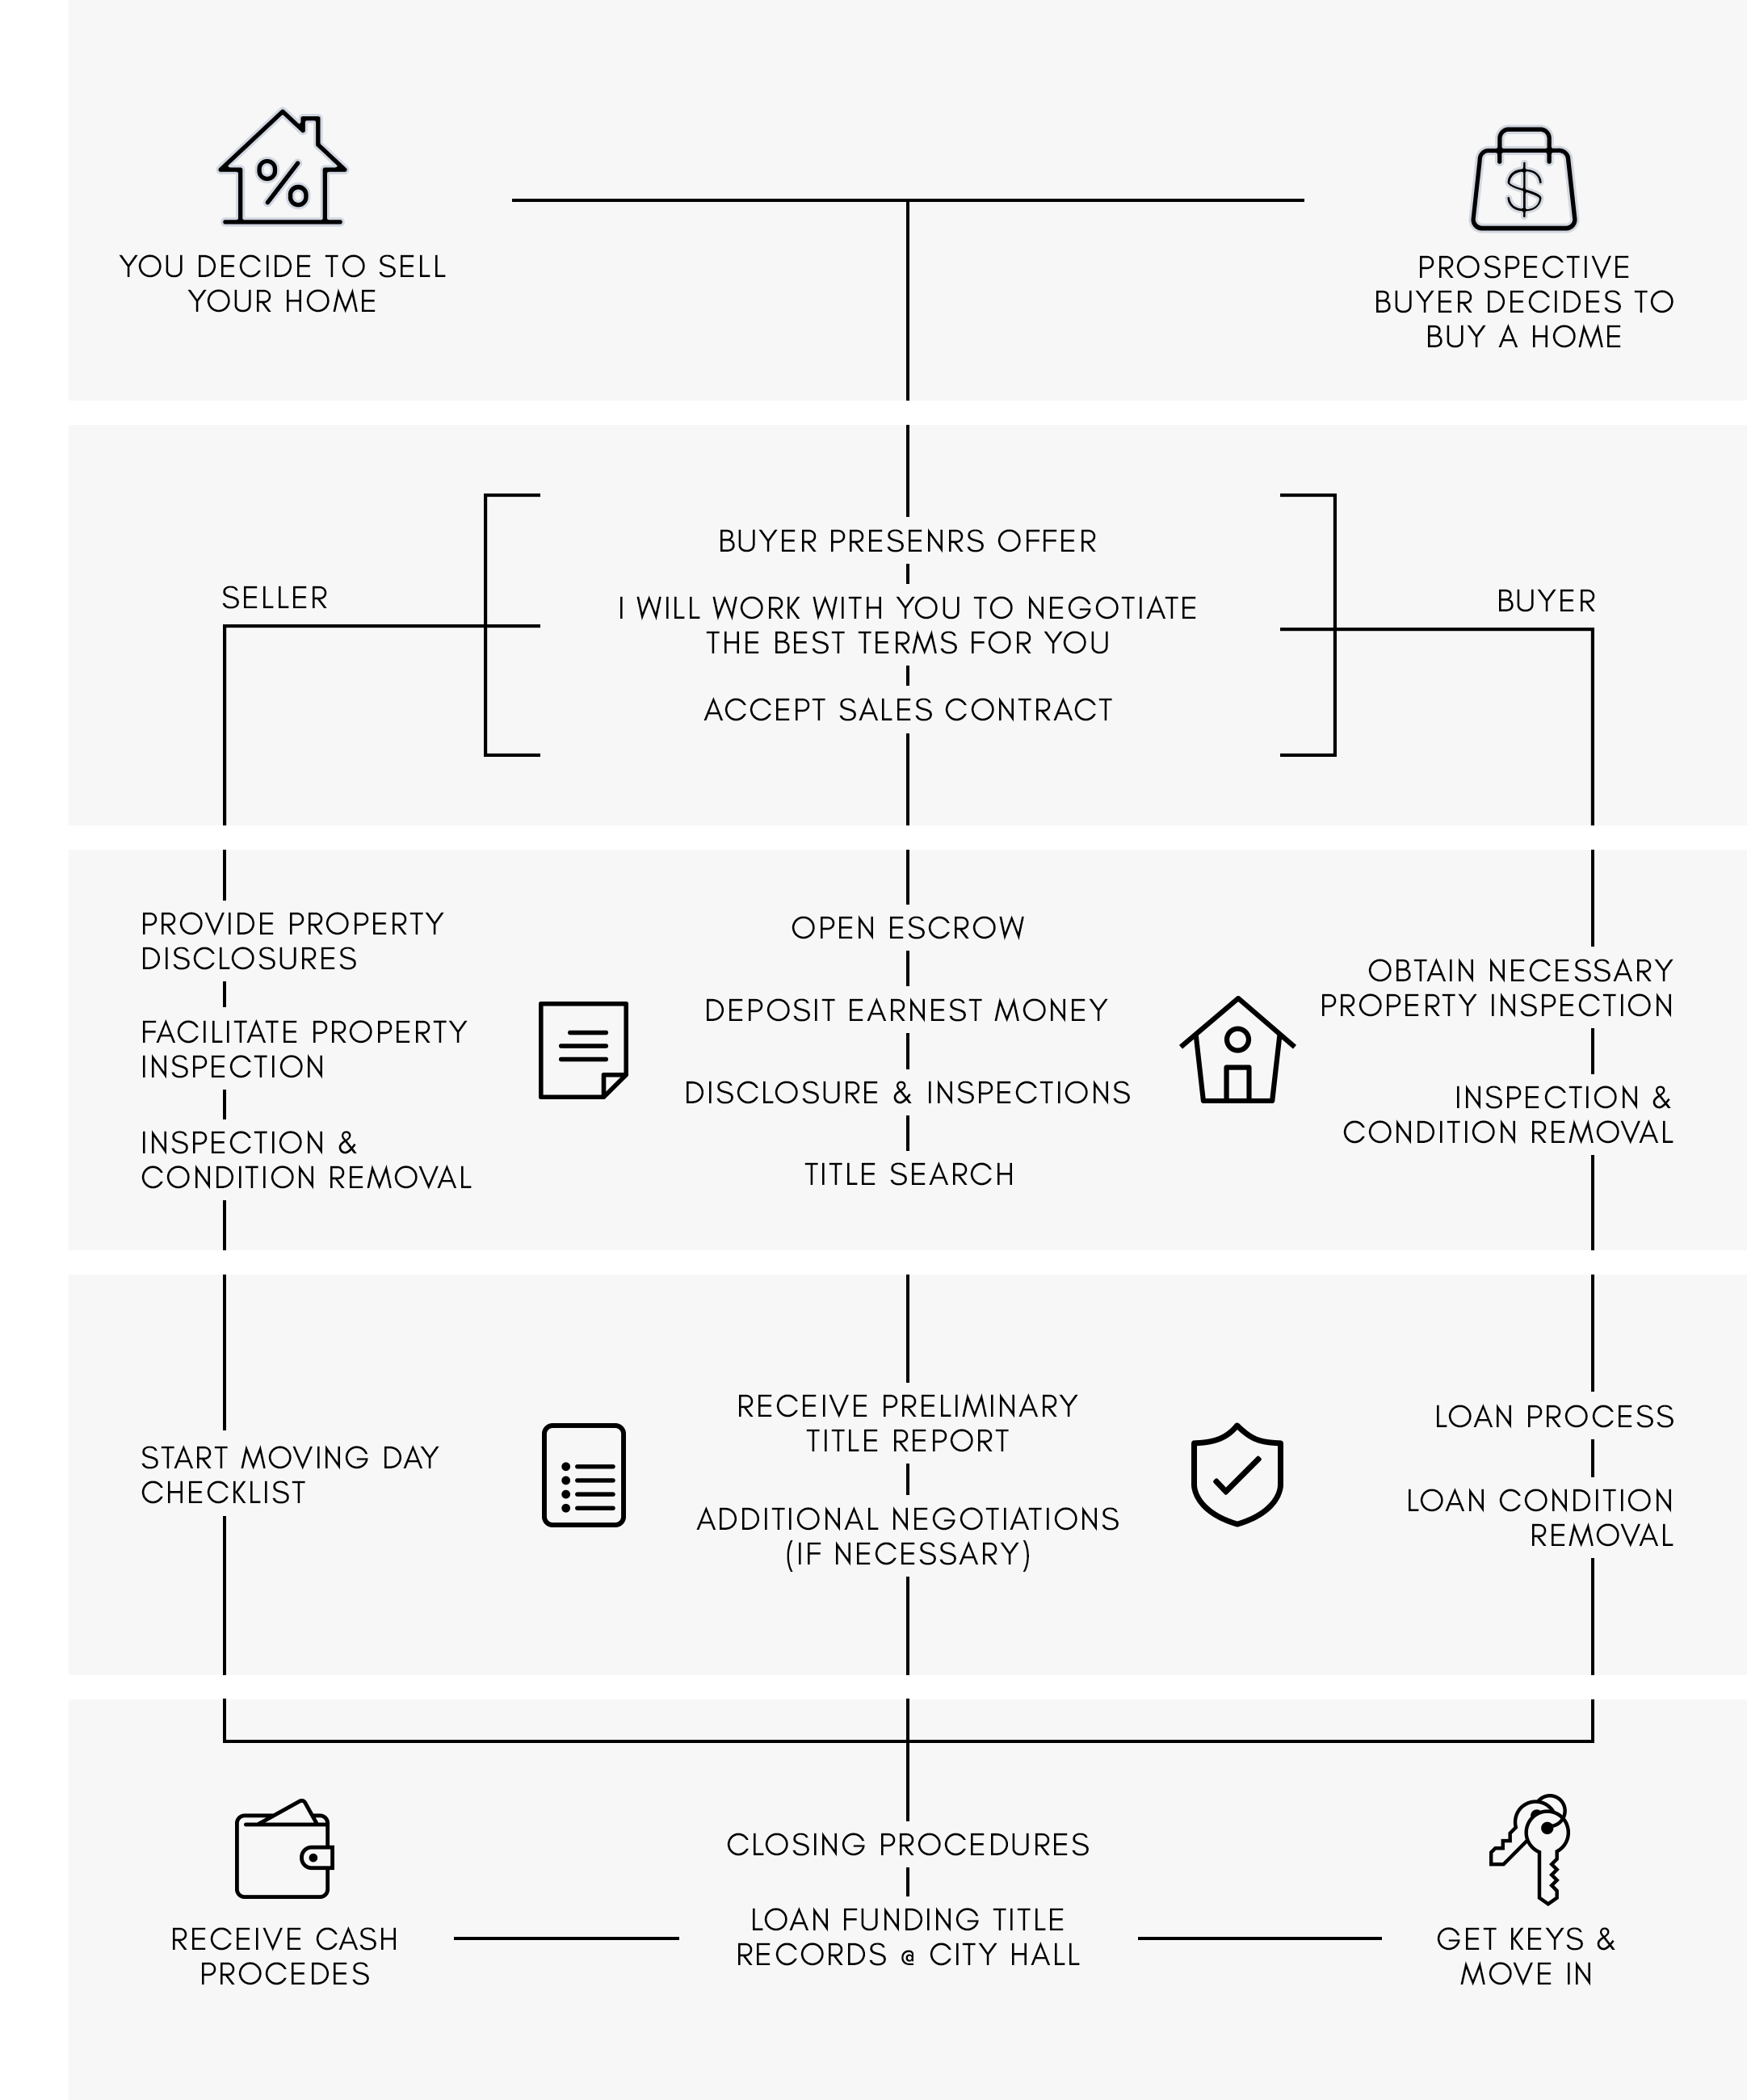 YOU DECIDE TO SELL
YOUR HOME
PROSPECTIVE
BUYER DECIDES TO
BUY A HOME
BUYER PRESENRS OFFER
I WILL WORK WITH YOU TO NEGOTIATE
THE BEST TERMS FOR YOU
ACCEPT SALES CONTRACT
SELLER
BUYER
PROVIDE PROPERTY
DISCLOSURES
FACILITATE PROPERTY
INSPECTION
INSPECTION &
CONDITION REMOVAL
OPEN ESCROW
DEPOSIT EARNEST MONEY
DISCLOSURE & INSPECTIONS
TITLE SEARCH
OBTAIN NECESSARY
PROPERTY INSPECTION
INSPECTION &
CONDITION REMOVAL
START MOVING DAY
CHECKLIST
RECEIVE PRELIMINARY
TITLE REPORT
ADDITIONAL NEGOTIATIONS
(IF NECESSARY)
LOAN PROCESS
LOAN CONDITION
REMOVAL
CLOSING PROCEDURES
RECEIVE CASH
PROCEDES
LOAN FUNDING TITLE
RECORDS @ CITY HALL
GET KEYS &
MOVE IN